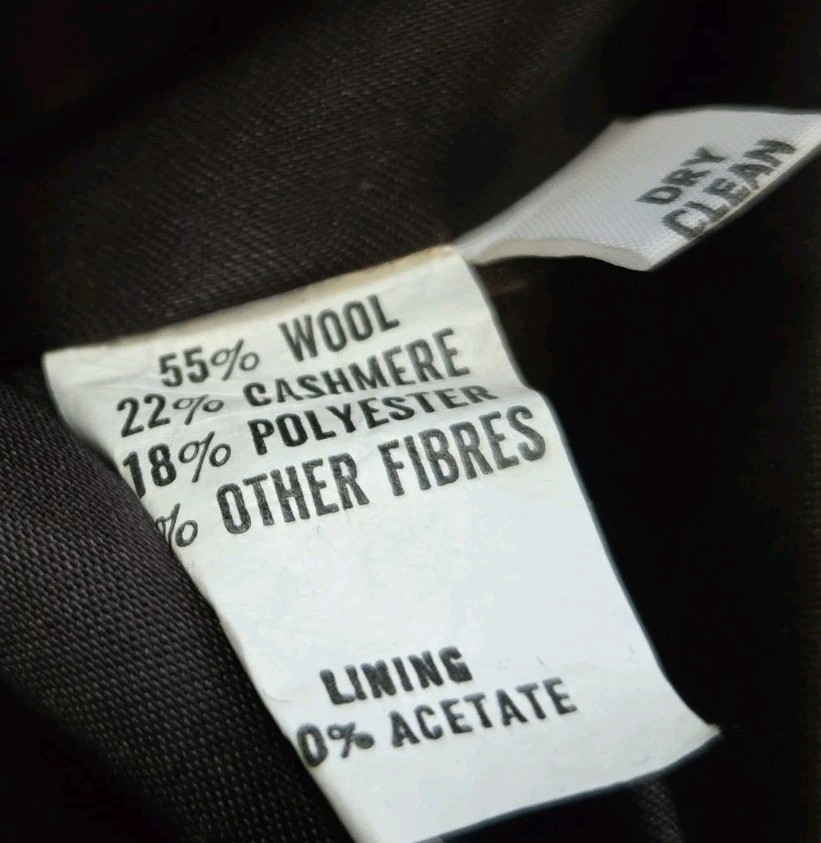 55% WOOL
22% CASHMERE
18% POLYESTER
% OTHER FIBRES
LINING
0% ACETATE
DRY
CLEAN